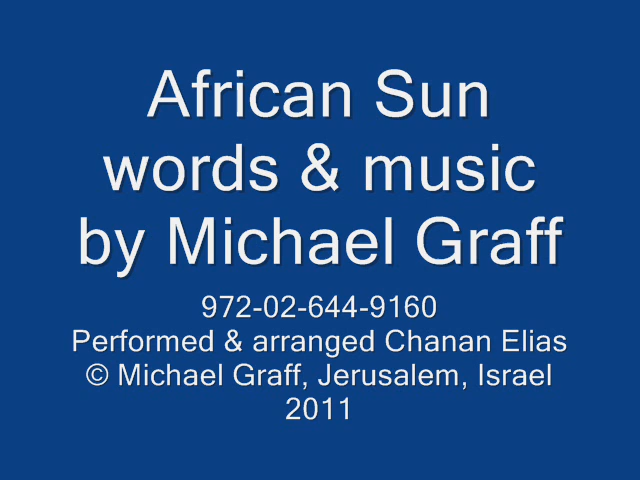 African Sun
words & music
by Michael Graff
972-02-644-9160
Performed & arranged Chanan Elias
© Michael Graff, Jerusalem, Israel
2011